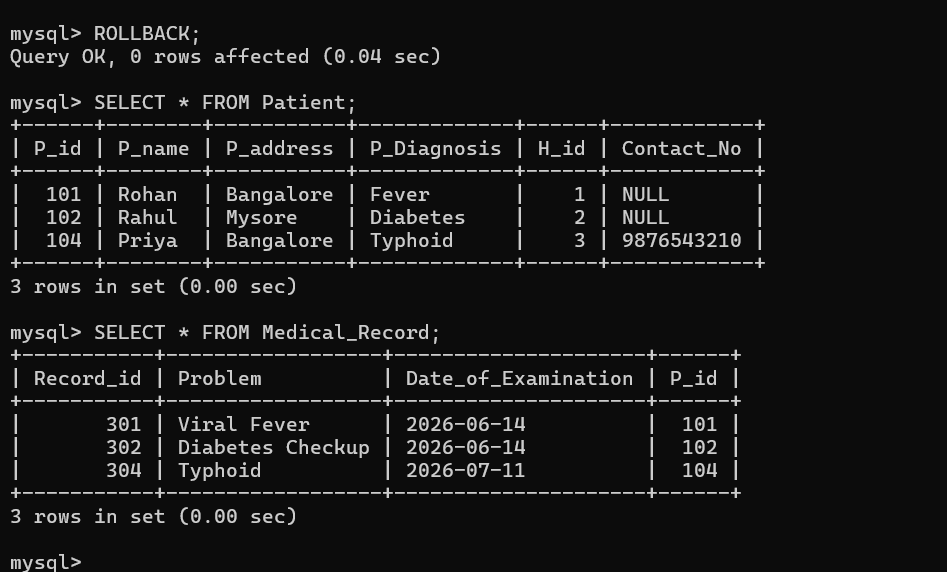 mysql> ROLLBACK;
Query OK, 0 rows affected (0.04 sec)
mysql> SELECT * FROM Patient;
+------+--------+-----------+-------------+------+------------+
| P_id | P_name | P_address | P_Diagnosis | H_id | Contact_No |
+------+--------+-----------+-------------+------+------------+
|  101 | Rohan  | Bangalore | Fever       |    1 | NULL       |
|  102 | Rahul  | Mysore    | Diabetes    |    2 | NULL       |
|  104 | Priya  | Bangalore | Typhoid     |    3 | 9876543210 |
+------+--------+-----------+-------------+------+------------+
3 rows in set (0.00 sec)
mysql> SELECT * FROM Medical_Record;
+-----------+------------------+---------------------+------+
| Record_id | Problem          | Date_of_Examination | P_id |
+-----------+------------------+---------------------+------+
|       301 | Viral Fever      | 2026-06-14          |  101 |
|       302 | Diabetes Checkup | 2026-06-14          |  102 |
|       304 | Typhoid          | 2026-07-11          |  104 |
+-----------+------------------+---------------------+------+
3 rows in set (0.00 sec)
mysql>